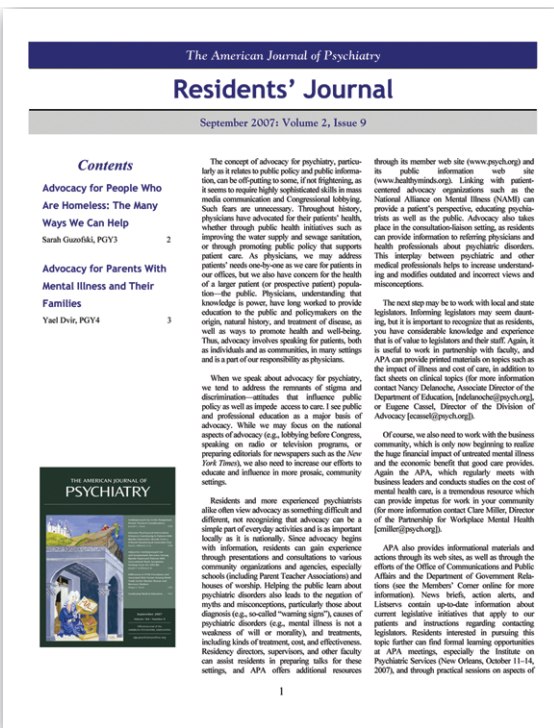 The American Journal of Psychiatry
Residents' Journal
September 2007: Volume 2, Issue 9
Contents
Advocacy for People Who
Are Homeless: The Many
Ways We Can Help
Sarah Guzofski, PGY3 2
Advocacy for Parents With
Mental Illness and Their
Families
Yael Dvir, PGY4 3
THE AMERICAN JOURNAL OF
PSYCHIATRY
September 2007
The concept of advocacy for psychiatry, particu-
larly as it relates to public policy and public informa-
tion, can be off-putting to some, if not frightening, as
it seems to require highly sophisticated skills in mass
media communication and Congressional lobbying.
Such fears are unnecessary. Throughout history,
physicians have advocated for their patients' health,
whether through public health initiatives such as
improving the water supply and sewage sanitation,
or through promoting public policy that supports
patient care. As physicians, we may address
patients' needs one-by-one as we care for patients in
our offices, but we also have concern for the health
of a larger patient (or prospective patient) popula-
tion—the public. Physicians, understanding that
knowledge is power, have long worked to provide
education to the public and policymakers on the
origin, natural history, and treatment of disease, as
well as ways to promote health and well-being.
Thus, advocacy involves speaking for patients, both
as individuals and as communities, in many settings
and is a part of our responsibility as physicians.
When we speak about advocacy for psychiatry,
we tend to address the remnants of stigma and
discrimination—attitudes that influence public
policy as well as impede access to care. I see public
and professional education as a major basis of
advocacy. While we may focus on the national
aspects of advocacy (e.g., lobbying before Congress,
speaking on radio or television programs, or
preparing editorials for newspapers such as the New
York Times), we also need to increase our efforts to
educate and influence in more prosaic, community
settings.
Residents and more experienced psychiatrists
alike often view advocacy as something difficult and
different, not recognizing that advocacy can be a
simple part of everyday activities and is as important
locally as it is nationally. Since advocacy begins
with information, residents can gain experience
through presentations and consultations to various
community organizations and agencies, especially
schools (including Parent Teacher Associations) and
houses of worship. Helping the public learn about
psychiatric disorders also leads to the negation of
myths and misconceptions, particularly those about
diagnosis (e.g., so-called "warning signs"), causes of
psychiatric disorders (e.g., mental illness is not a
weakness of will or morality), and treatments,
including kinds of treatment, cost, and effectiveness.
Residency directors, supervisors, and other faculty
can assist residents in preparing talks for these
settings, and APA offers additional resources
through its member web site (www.psych.org) and
its public information web site
(www.healthyminds.org). Linking with patient-
centered advocacy organizations such as the
National Alliance on Mental Illness (NAMI) can
provide a patient's perspective, educating psychia-
trists as well as the public. Advocacy also takes
place in the consultation-liaison setting, as residents
can provide information to referring physicians and
health professionals about psychiatric disorders.
This interplay between psychiatric and other
medical professionals helps to increase understand-
ing and modifies outdated and incorrect views and
misconceptions.
The next step may be to work with local and state
legislators. Informing legislators may seem daunt-
ing, but it is important to recognize that as residents,
you have considerable knowledge and experience
that is of value to legislators and their staff. Again, it
is useful to work in partnership with faculty, and
APA can provide printed materials on topics such as
the impact of illness and cost of care, in addition to
fact sheets on clinical topics (for more information
contact Nancy Delanoche, Associate Director of the
Department of Education, [ndelanoche@psych.org],
or Eugene Cassel, Director of the Division of
Advocacy [ecassel@psych.org]).
Of course, we also need to work with the business
community, which is only now beginning to realize
the huge financial impact of untreated mental illness
and the economic benefit that good care provides.
Again the APA, which regularly meets with
business leaders and conducts studies on the cost of
mental health care, is a tremendous resource which
can provide impetus for work in your community
(for more information contact Clare Miller, Director
of the Partnership for Workplace Mental Health
[cmiller@psych.org]).
APA also provides informational materials and
actions through its web sites, as well as through the
efforts of the Office of Communications and Public
Affairs and the Department of Government Rela-
tions (see the Members' Corner online for more
information). News briefs, action alerts, and
Listservs contain up-to-date information about
current legislative initiatives that apply to our
patients and instructions regarding contacting
legislators. Residents interested in pursuing this
topic further can find formal learning opportunities
at APA meetings, especially the Institute on
Psychiatric Services (New Orleans, October 11–14,
2007), and through practical sessions on aspects of
1